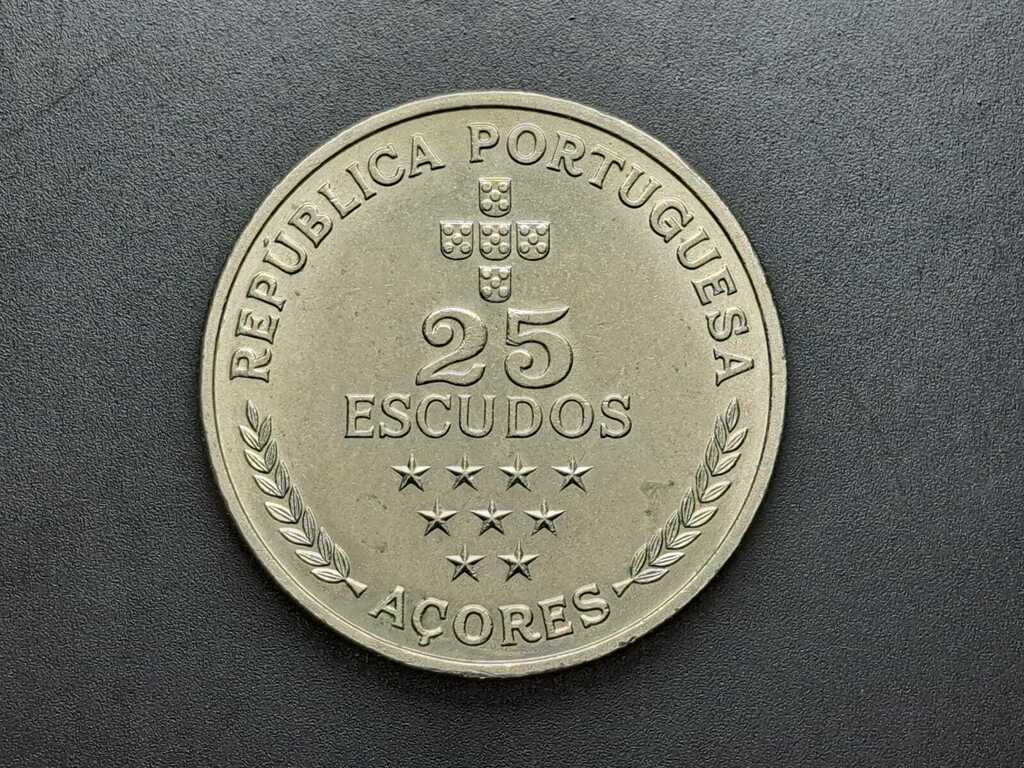 REPÚBLICA PORTUGUESA
25
ESCUDOS
AÇORES